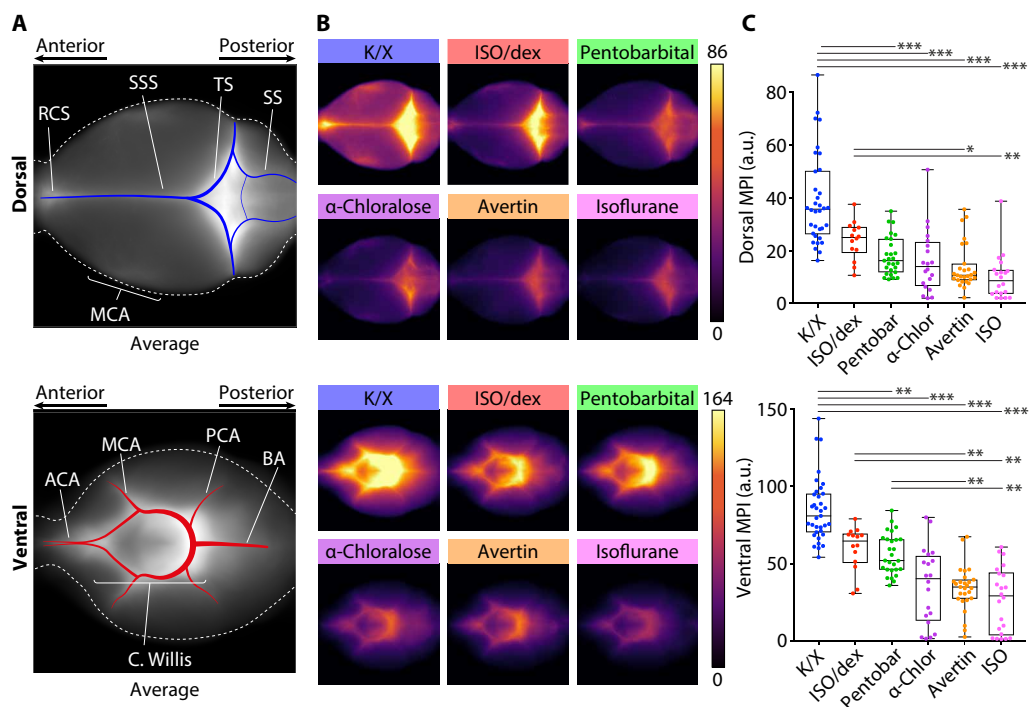 A
Anterior
Posterior
SSS
TS
SS
RCS
MCA
Dorsal
Average
Anterior
Posterior
MCA
PCA
BA
ACA
C. Willis
Ventral
Average
B
K/X
ISO/dex
Pentobarbital
86
α-Chloralose
Avertin
Isoflurane
0
K/X
ISO/dex
Pentobarbital
164
α-Chloralose
Avertin
Isoflurane
0
C
***
***
***
***
*
**
80
60
40
20
0
Dorsal MPI (a.u.)
K/X
ISO/dex
Pentobar
α-Chlor
Avertin
ISO
**
***
***
***
**
**
**
**
150
100
50
0
Ventral MPI (a.u.)
K/X
ISO/dex
Pentobar
α-Chlor
Avertin
ISO